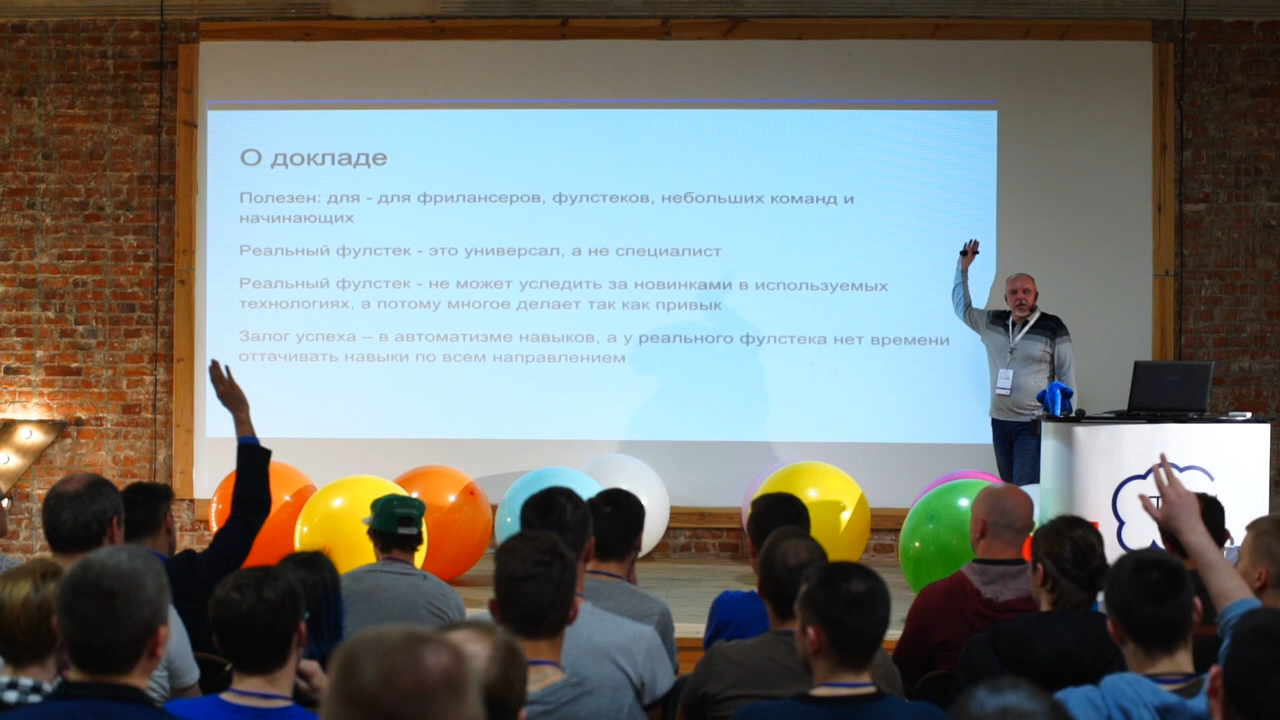 О докладе
Полезен: для - для фрилансеров, фулстеков, небольших команд и
начинающих
Реальный фулстек - это универсал, а не специалист
Реальный фулстек - не может уследить за новинками в используемых
технологиях, а потому многое делает так как привык
Залог успеха – в автоматизме навыков, а у реального фулстека нет времени
оттачивать навыки по всем направлением